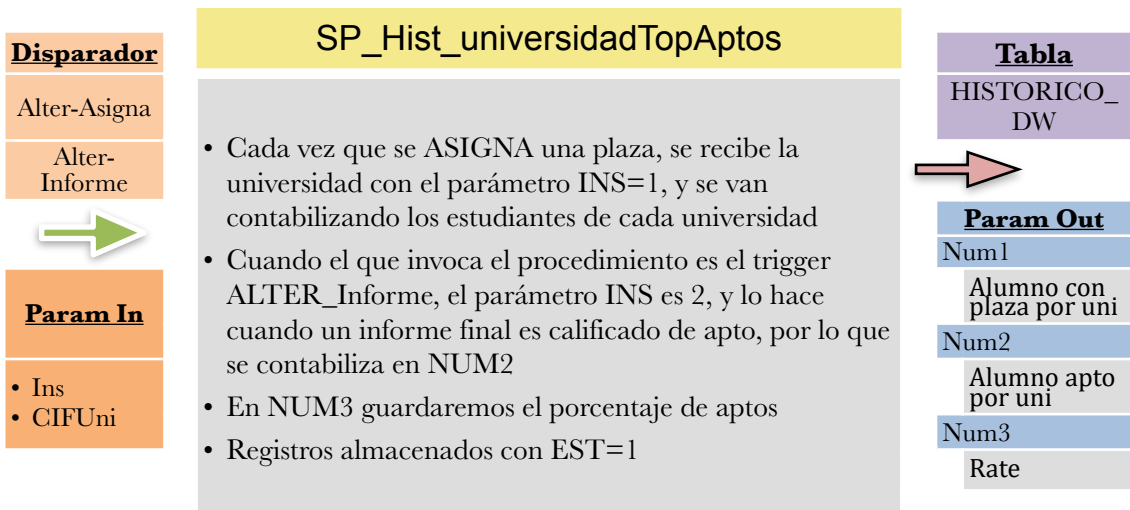 SP_Hist_universidadTopAptos
Disparador
Alter-Asigna
Alter-
Informe
Param In
• Ins
• CIFUni
• Cada vez que se ASIGNA una plaza, se recibe la
universidad con el parámetro INS=1, y se van
contabilizando los estudiantes de cada universidad
• Cuando el que invoca el procedimiento es el trigger
ALTER_Informe, el parámetro INS es 2, y lo hace
cuando un informe final es calificado de apto, por lo que
se contabiliza en NUM2
• En NUM3 guardaremos el porcentaje de aptos
• Registros almacenados con EST=1
Tabla
HISTORICO_
DW
Param Out
Num1
Alumno con
plaza por uni
Num2
Alumno apto
por uni
Num3
Rate